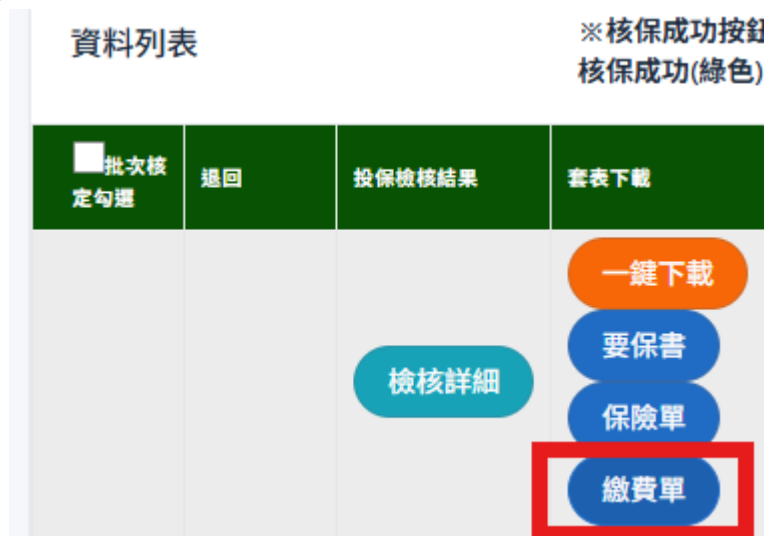 資料列表
※核保成功按鈕
核保成功(綠色)
批次核
定勾選
退回
投保檢核結果
套表下載
一鍵下載
要保書
檢核詳細
保險單
繳費單